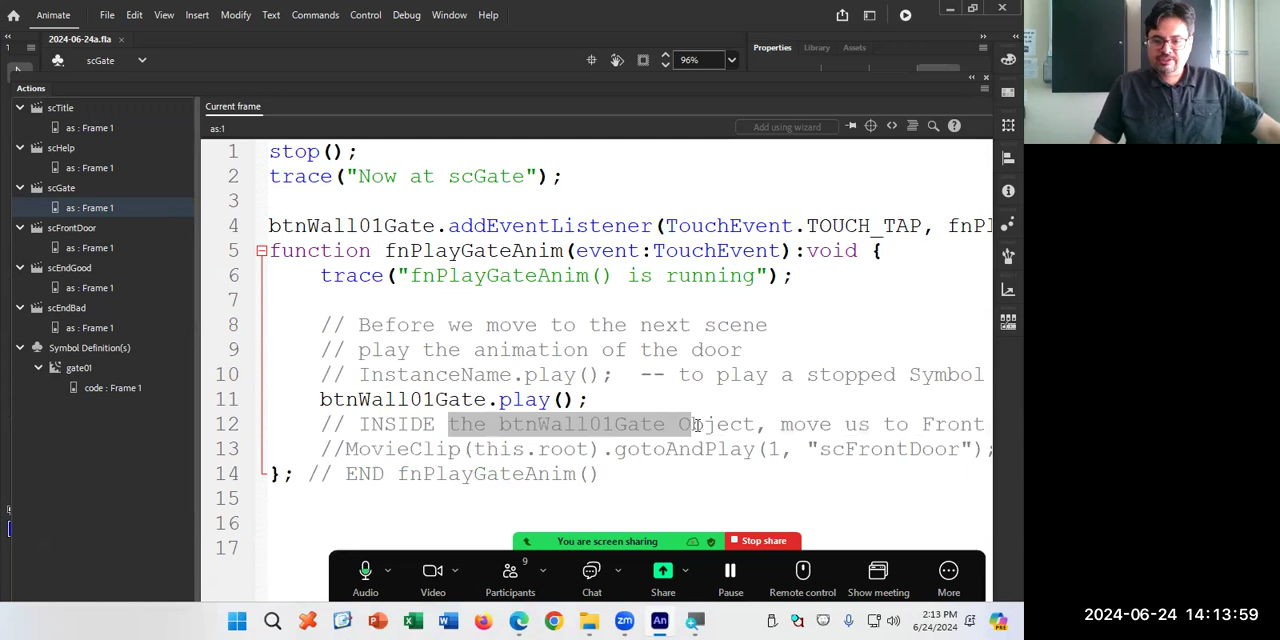 Animate File Edit View Insert Modify Text Commands Control Debug Window Help
2024-06-24a.fla
scGate
96%
Properties Library Assets
Actions
scTitle
as : Frame 1
scHelp
as : Frame 1
scGate
as : Frame 1
scFrontDoor
as : Frame 1
scEndGood
as : Frame 1
scEndBad
as : Frame 1
Symbol Definition(s)
gate01
code : Frame 1
Current frame
as:1
Add using wizard
1 stop();
2 trace("Now at scGate");
3
4 btnWall01Gate.addEventListener(TouchEvent.TOUCH_TAP, fnPl
5 function fnPlayGateAnim(event:TouchEvent):void {
6 trace("fnPlayGateAnim() is running");
7
8 // Before we move to the next scene
9 // play the animation of the door
10 // InstanceName.play(); -- to play a stopped Symbol
11 btnWall01Gate.play();
12 // INSIDE the btnWall01Gate Object, move us to Front
13 //MovieClip(this.root).gotoAndPlay(1, "scFrontDoor");
14 }; // END fnPlayGateAnim()
15
16
17
You are screen sharing Stop share
9
Audio Video Participants Chat Share Pause Remote control Show meeting More
2:13 PM
6/24/2024
2024-06-24 14:13:59